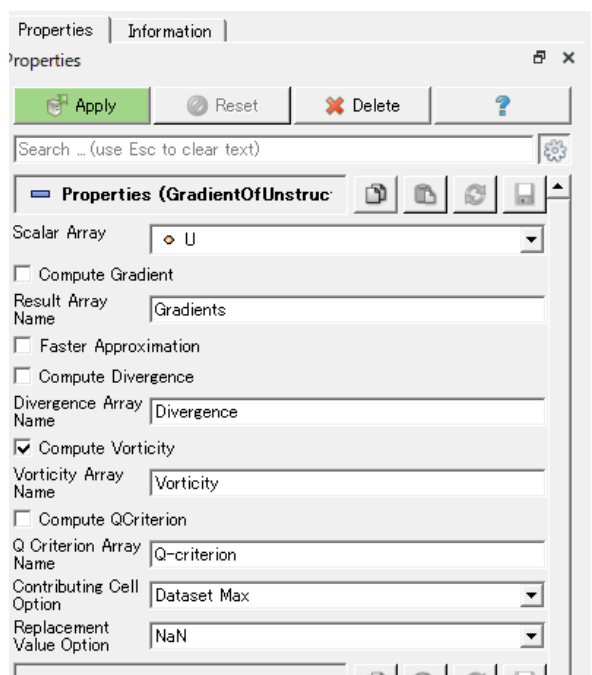 Properties
Information
Properties
Apply
Reset
Delete
?
Search ... (use Esc to clear text)
Properties (GradientOfUnstruc
Scalar Array
U
Compute Gradient
Result Array
Name
Gradients
Faster Approximation
Compute Divergence
Divergence Array
Name
Divergence
Compute Vorticity
Vorticity Array
Name
Vorticity
Compute QCriterion
Q Criterion Array
Name
Q-criterion
Contributing Cell
Option
Dataset Max
Replacement
Value Option
NaN